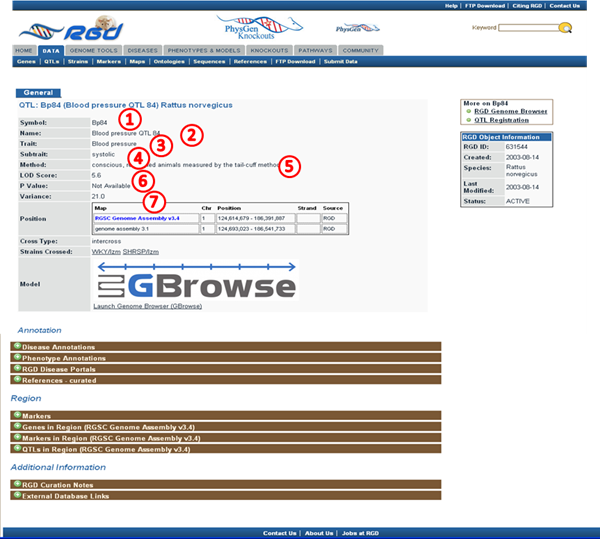 Help | FTP Download | Citing RGD | Contact Us
RGD
PhysGen
Knockouts
PhysGen
Keyword
HOME DATA GENOME TOOLS DISEASES PHENOTYPES & MODELS KNOCKOUTS PATHWAYS COMMUNITY
Genes | QTLs | Strains | Markers | Maps | Ontologies | Sequences | References | FTP Download | Submit Data
General
QTL: Bp84 (Blood pressure QTL 84) Rattus norvegicus
Symbol: Bp84 1
Name: Blood pressure QTL 84 2
Trait: Blood pressure 3
Subtrait: systolic 4
Method: conscious, animals measured by the tail-cuff method 5
LOD Score: 5.6
P Value: Not Available 6
Variance: 21.0 7
Position
Map Chr Position Strand Source
RGSC Genome Assembly v3.4 1 124,614,679 - 186,391,887 RGD
genome assembly 3.1 1 124,693,023 - 186,541,733 RGD
Cross Type: intercross
Strains Crossed: WKY/Izm SHRSP/Izm
Model GBrowse
Launch Genome Browser (GBrowse)
More on Bp84
RGD Genome Browser
QTL Registration
RGD Object Information
RGD ID: 631544
Created: 2003-08-14
Species: Rattus
norvegicus
Last
Modified: 2003-08-14
Status: ACTIVE
Annotation
Disease Annotations
Phenotype Annotations
RGD Disease Portals
References - curated
Region
Markers
Genes in Region (RGSC Genome Assembly v3.4)
Markers in Region (RGSC Genome Assembly v3.4)
QTLs in Region (RGSC Genome Assembly v3.4)
Additional Information
RGD Curation Notes
External Database Links
Contact Us | About Us | Jobs at RGD